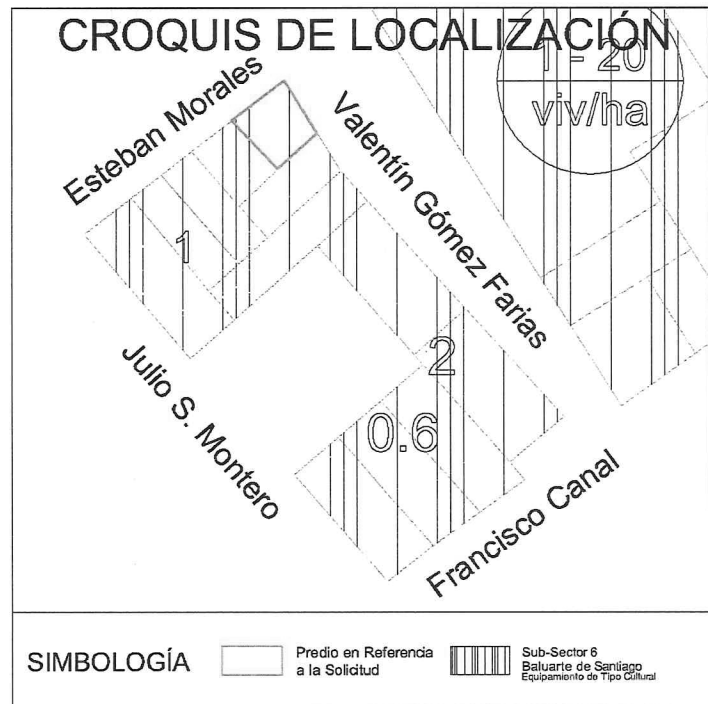 CROQUIS DE LOCALIZACIÓN
1 - 20
viv/ha
Esteban Morales
Valentín Gómez Farias
1
2
0.6
Julio S. Montero
Francisco Canal
SIMBOLOGÍA
Predio en Referencia
a la Solicitud
Sub-Sector 6
Baluarte de Santiago
Equipamiento de Tipo Cultural